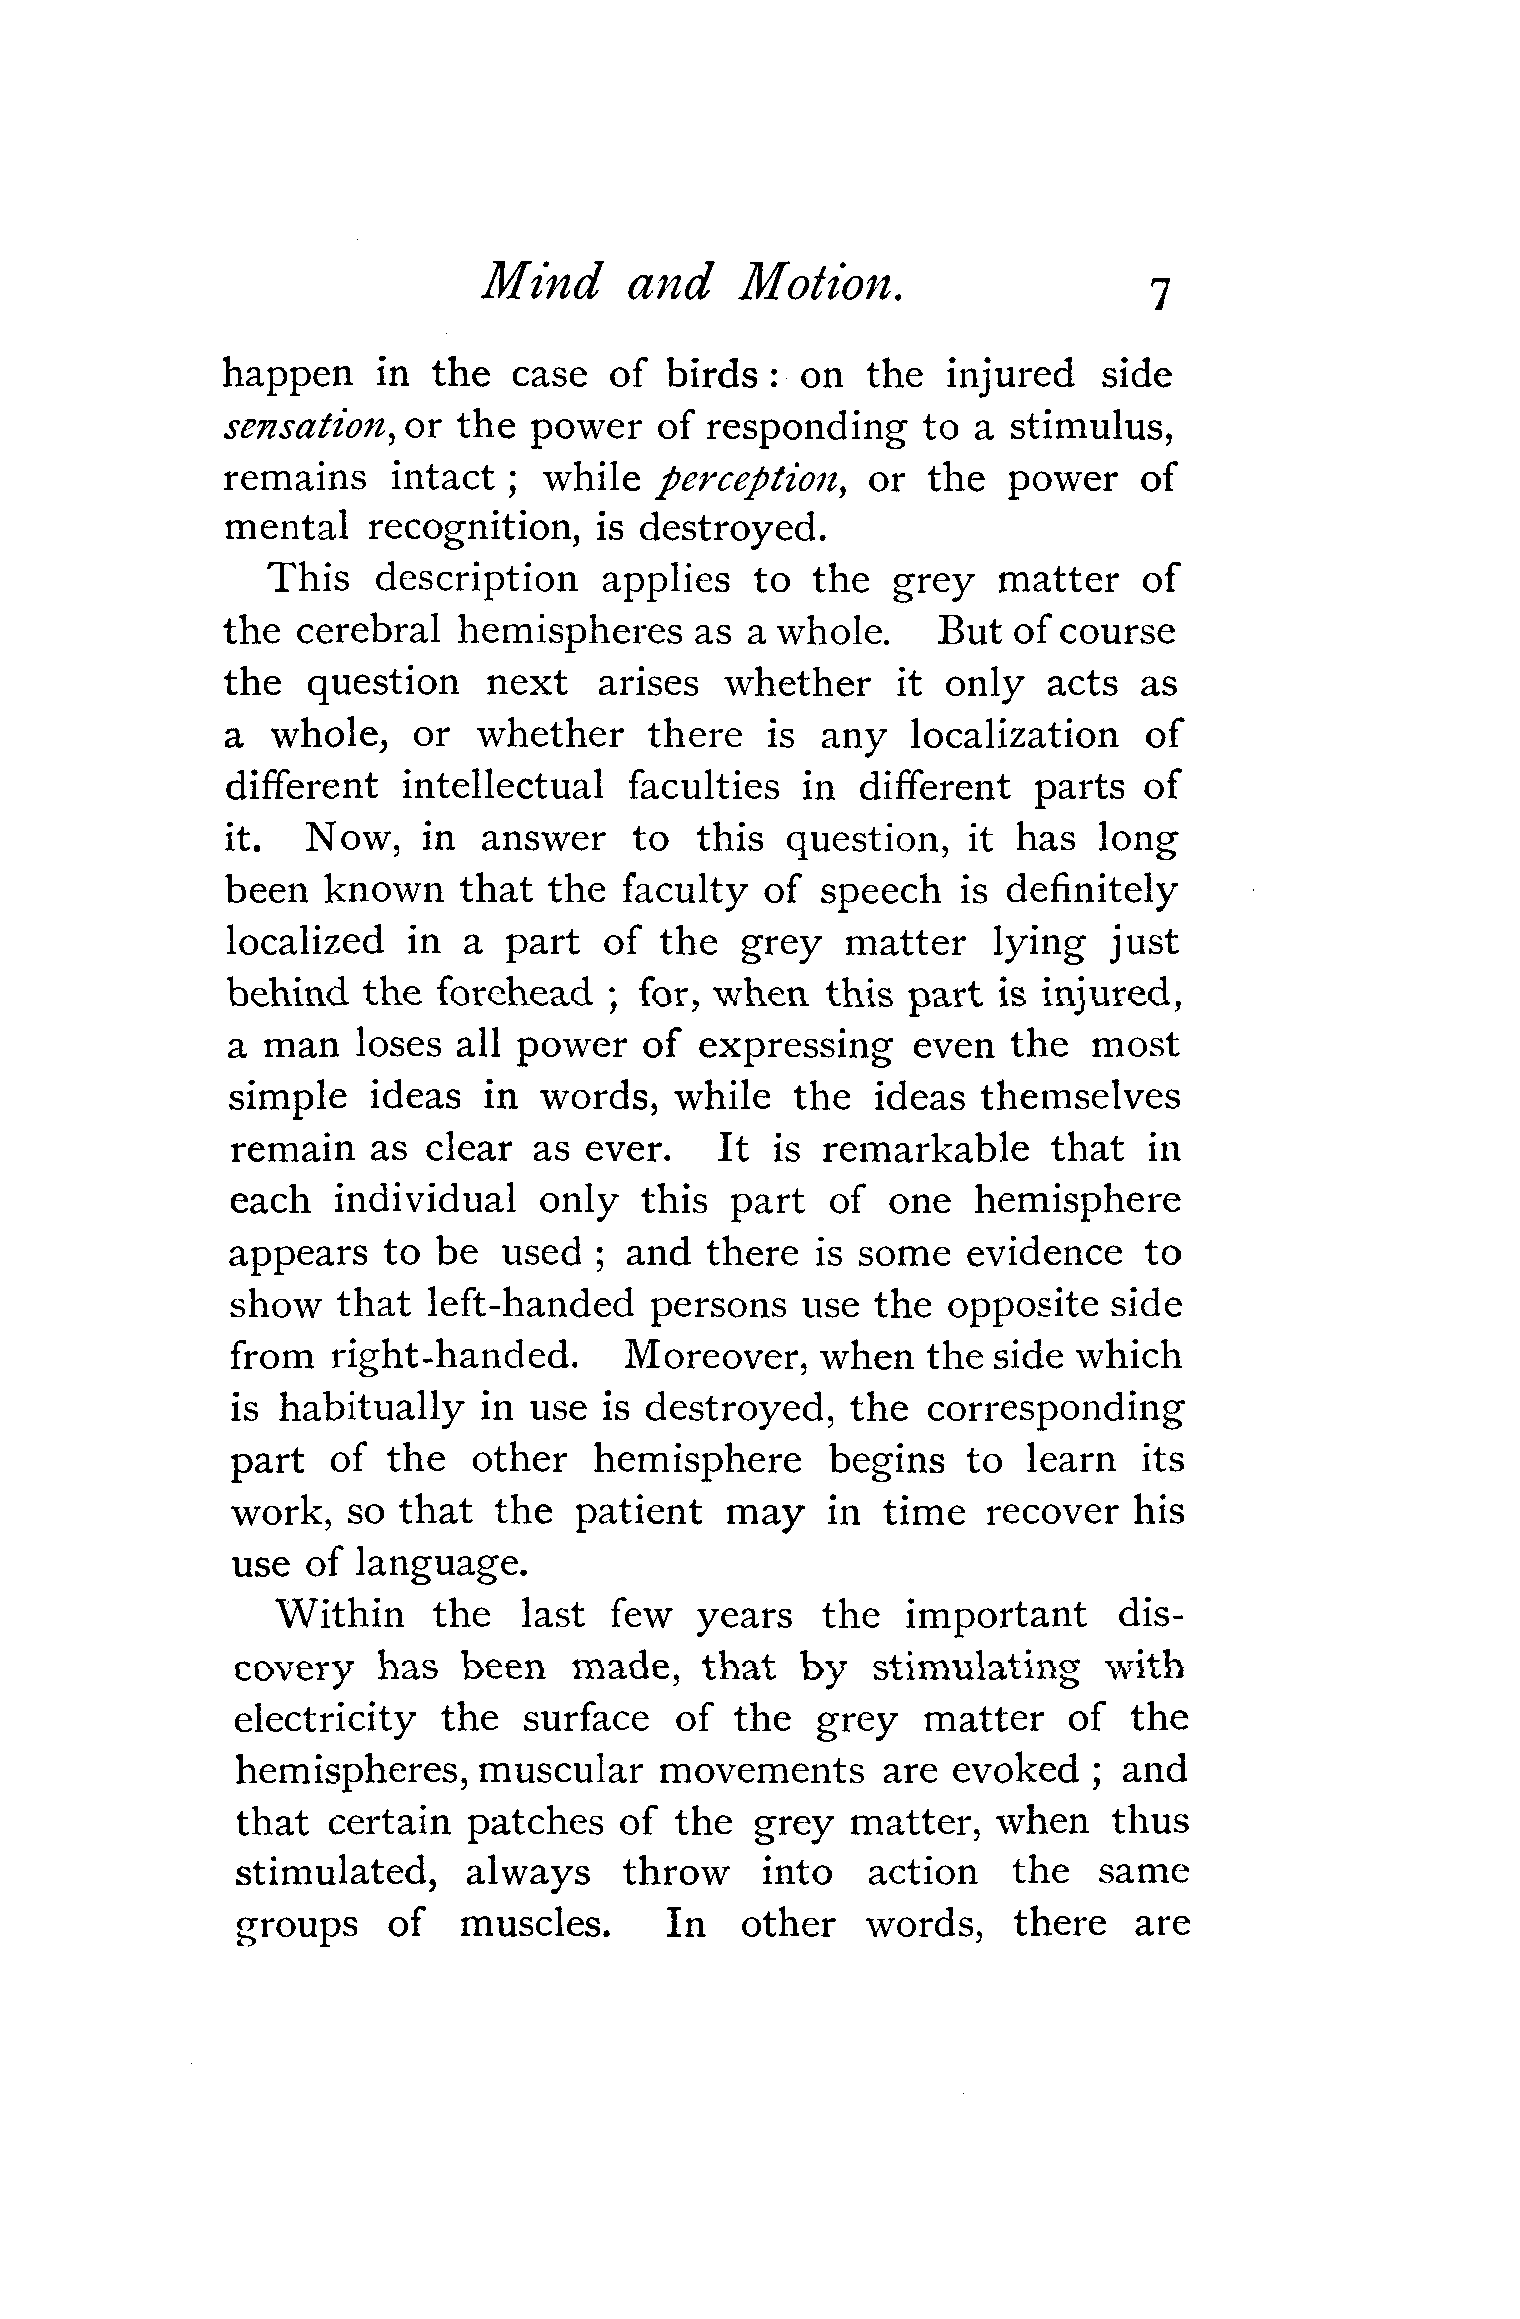 Mind and Motion. 7
happen in the case of birds : on the injured side
sensation, or the power of responding to a stimulus,
remains intact ; while perception, or the power of
mental recognition, is destroyed.
This description applies to the grey matter of
the cerebral hemispheres as a whole. But of course
the question next arises whether it only acts as
a whole, or whether there is any localization of
different intellectual faculties in different parts of
it. Now, in answer to this question, it has long
been known that the faculty of speech is definitely
localized in a part of the grey matter lying just
behind the forehead ; for, when this part is injured,
a man loses all power of expressing even the most
simple ideas in words, while the ideas themselves
remain as clear as ever. It is remarkable that in
each individual only this part of one hemisphere
appears to be used ; and there is some evidence to
show that left-handed persons use the opposite side
from right-handed. Moreover, when the side which
is habitually in use is destroyed, the corresponding
part of the other hemisphere begins to learn its
work, so that the patient may in time recover his
use of language.
Within the last few years the important dis-
covery has been made, that by stimulating with
electricity the surface of the grey matter of the
hemispheres, muscular movements are evoked ; and
that certain patches of the grey matter, when thus
stimulated, always throw into action the same
groups of muscles. In other words, there are